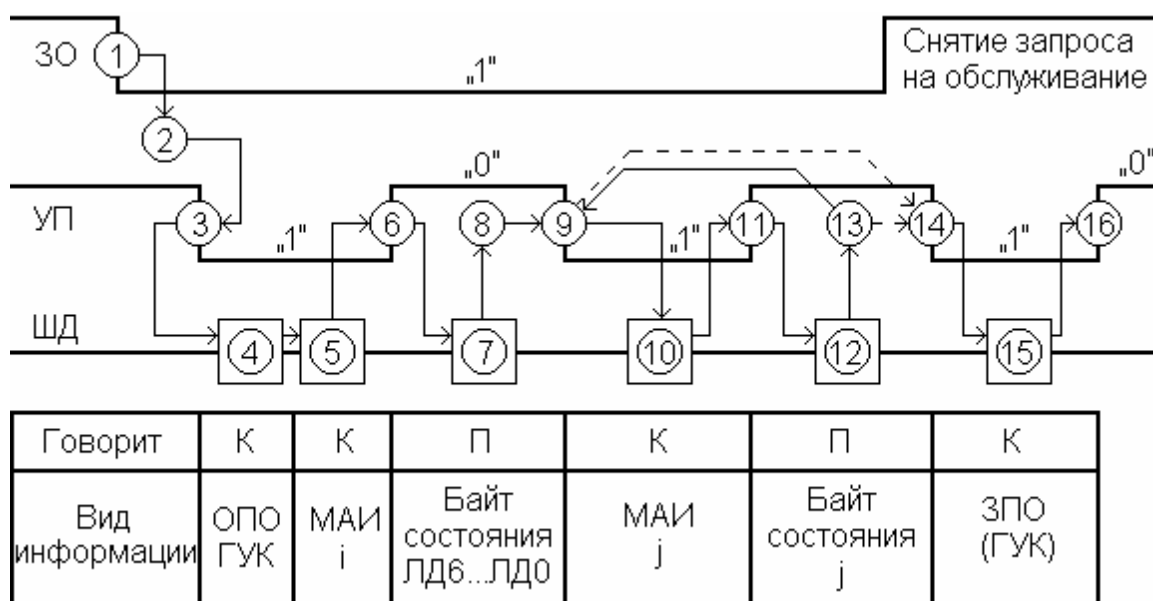 ЗО 1 „1" Снятие запроса
на обслуживание
2
„0" „0"
УП 3 „1" 6 8 9 „1" 11 13 14 „1" 16
ШД 4 5 7 10 12 15
Говорит К К П К П К
Вид
информации
ОПО
ГУК
МАИ
i
Байт
состояния
ЛД6...ЛД0
МАИ
j
Байт
состояния
j
ЗПО
(ГУК)